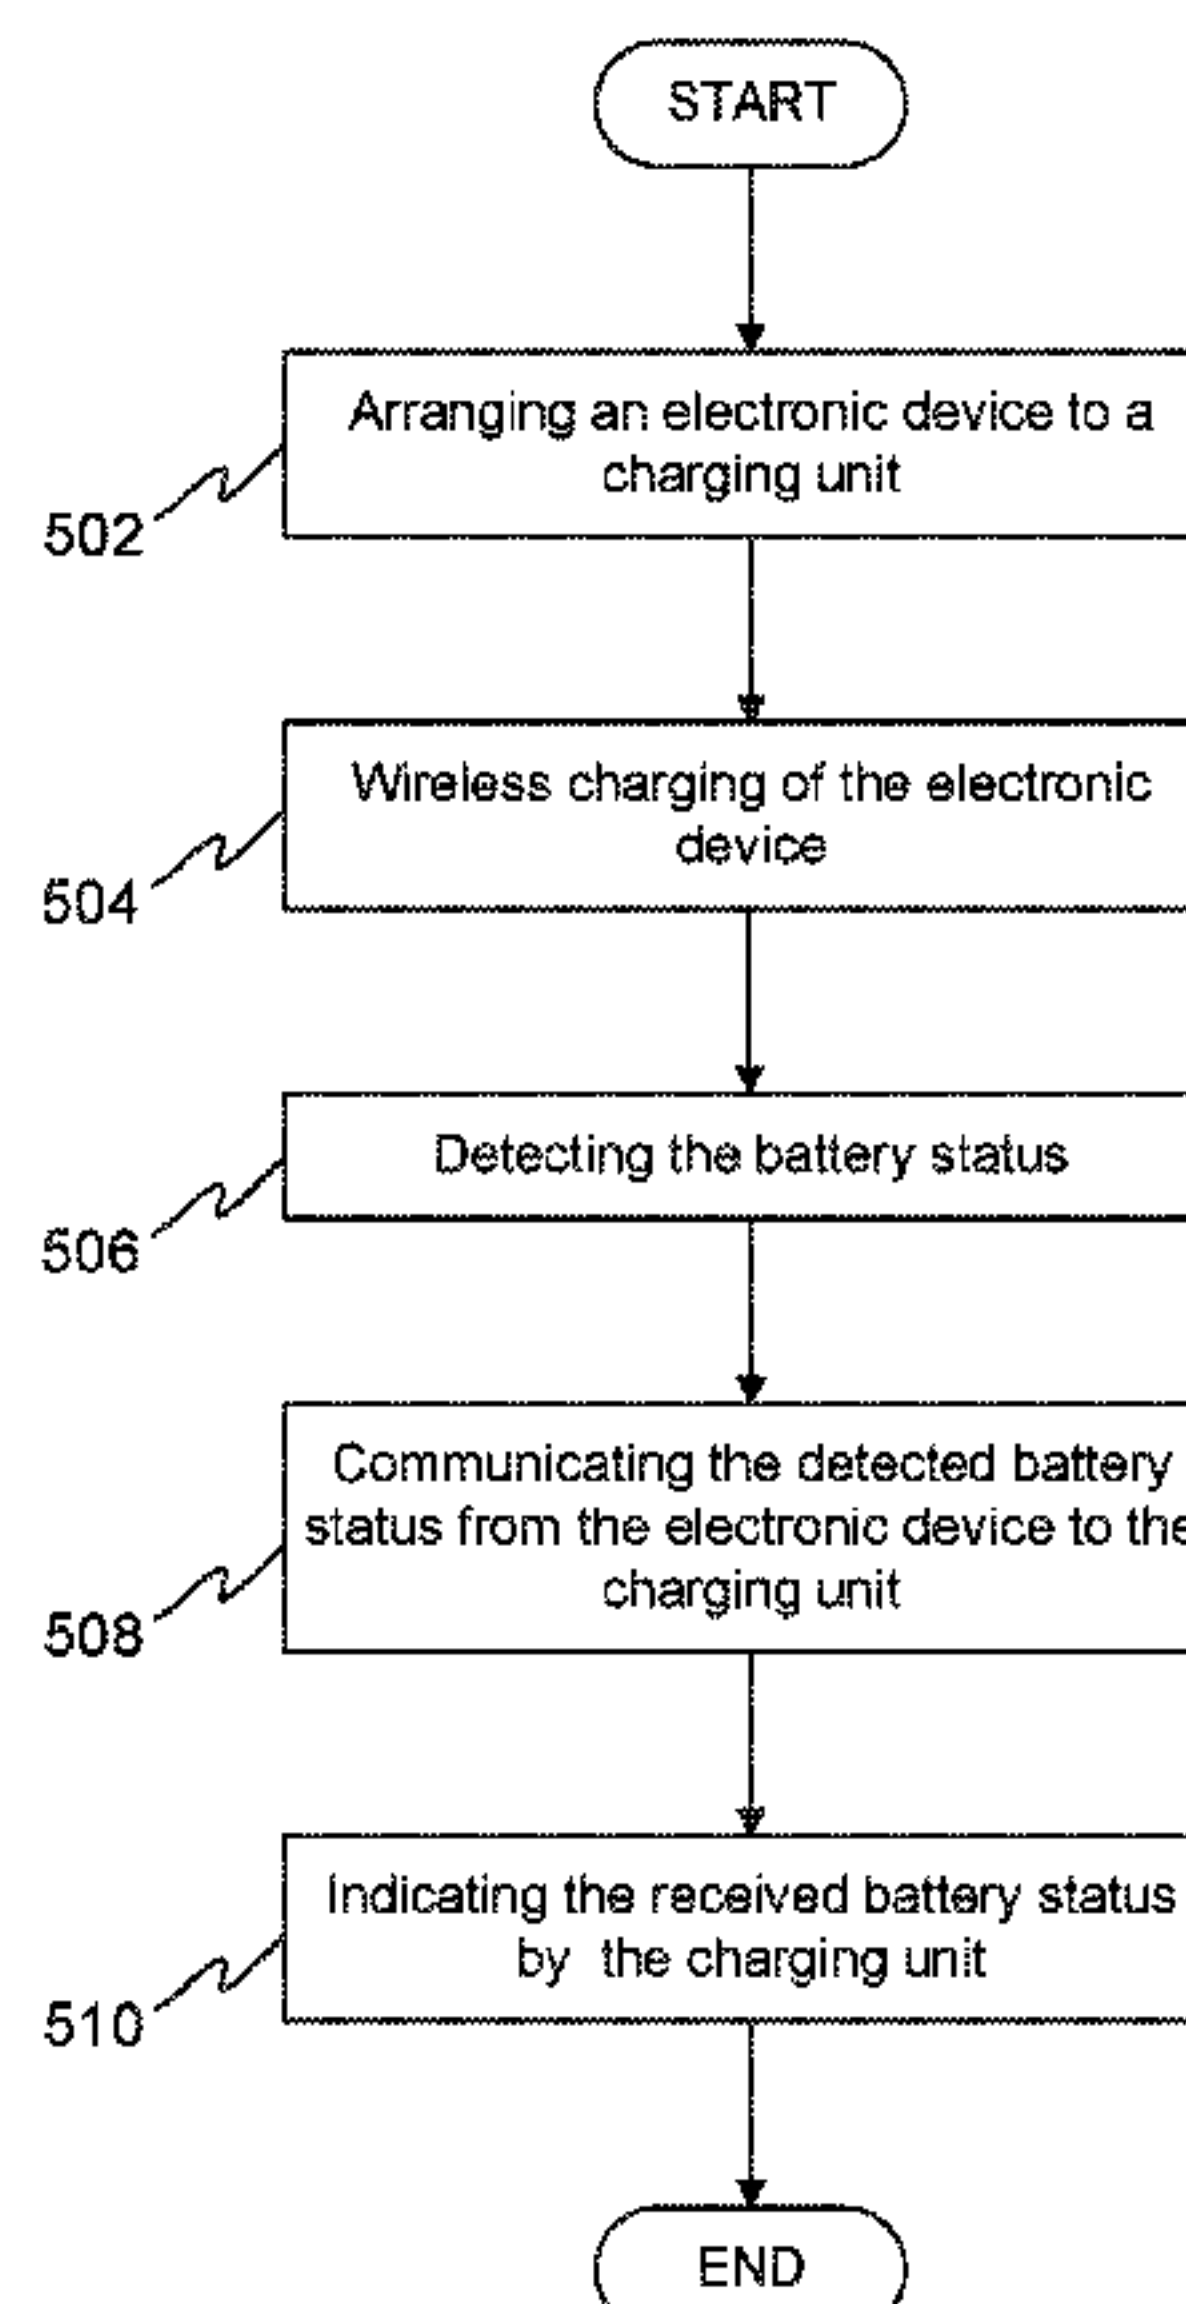 START
Arranging an electronic device to a
charging unit
502
Wireless charging of the electronic
device
504
Detecting the battery status
506
Communicating the detected battery
status from the electronic device to the
charging unit
508
Indicating the received battery status
by the charging unit
510
END